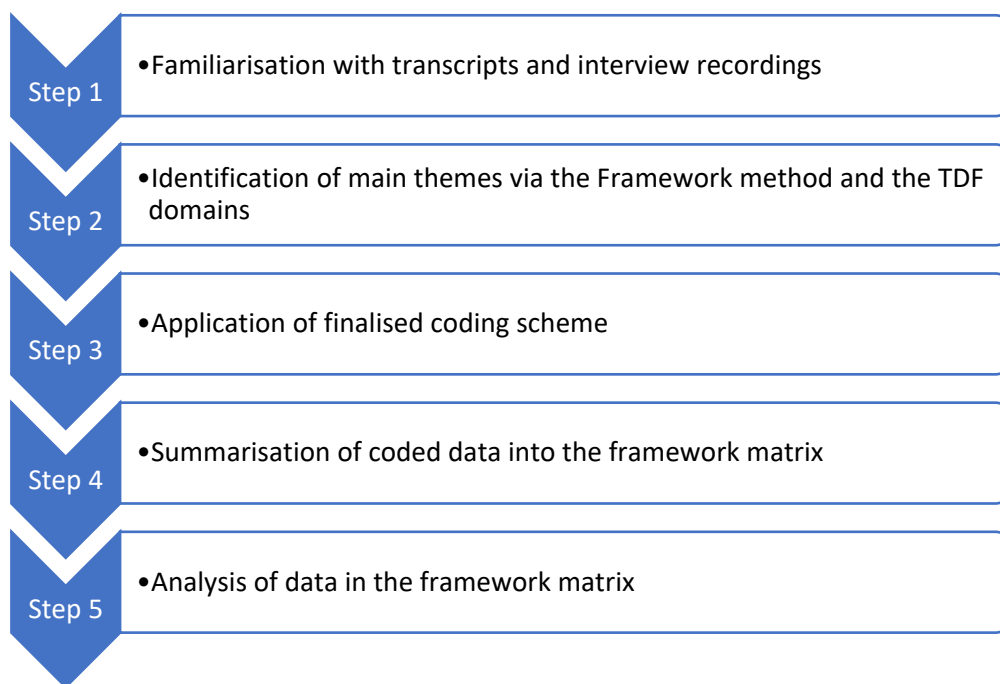 Step 1
•Familiarisation with transcripts and interview recordings
Step 2
•Identification of main themes via the Framework method and the TDF
domains
Step 3
•Application of finalised coding scheme
Step 4
•Summarisation of coded data into the framework matrix
Step 5
•Analysis of data in the framework matrix